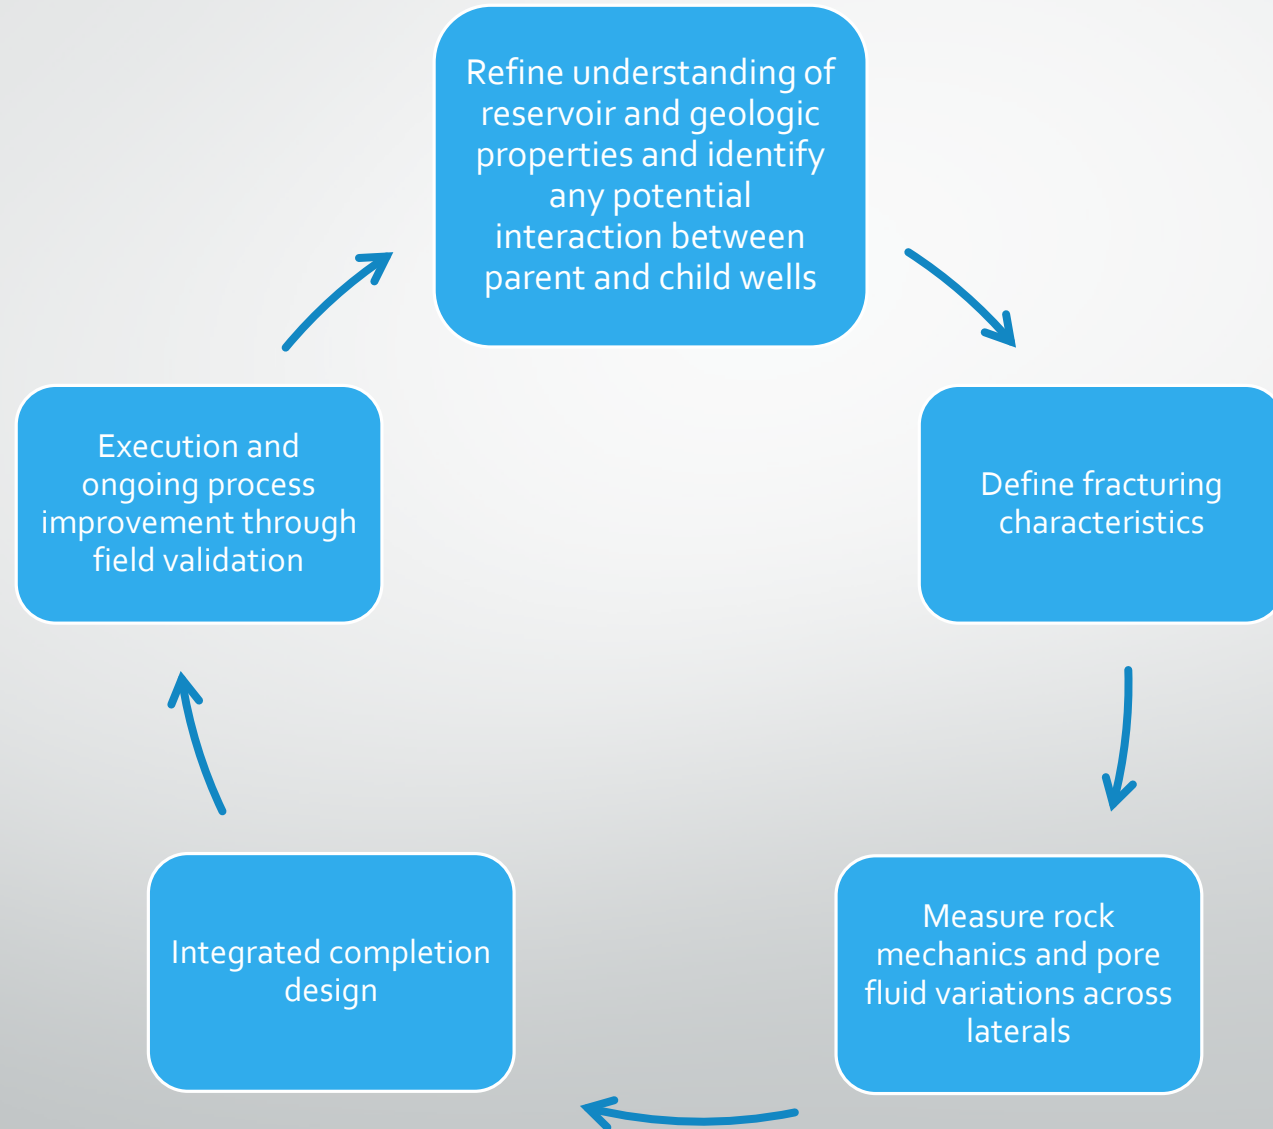 Refine understanding of
reservoir and geologic
properties and identify
any potential
interaction between
parent and child wells
Define fracturing
characteristics
Measure rock
mechanics and pore
fluid variations across
laterals
Integrated completion
design
Execution and
ongoing process
improvement through
field validation